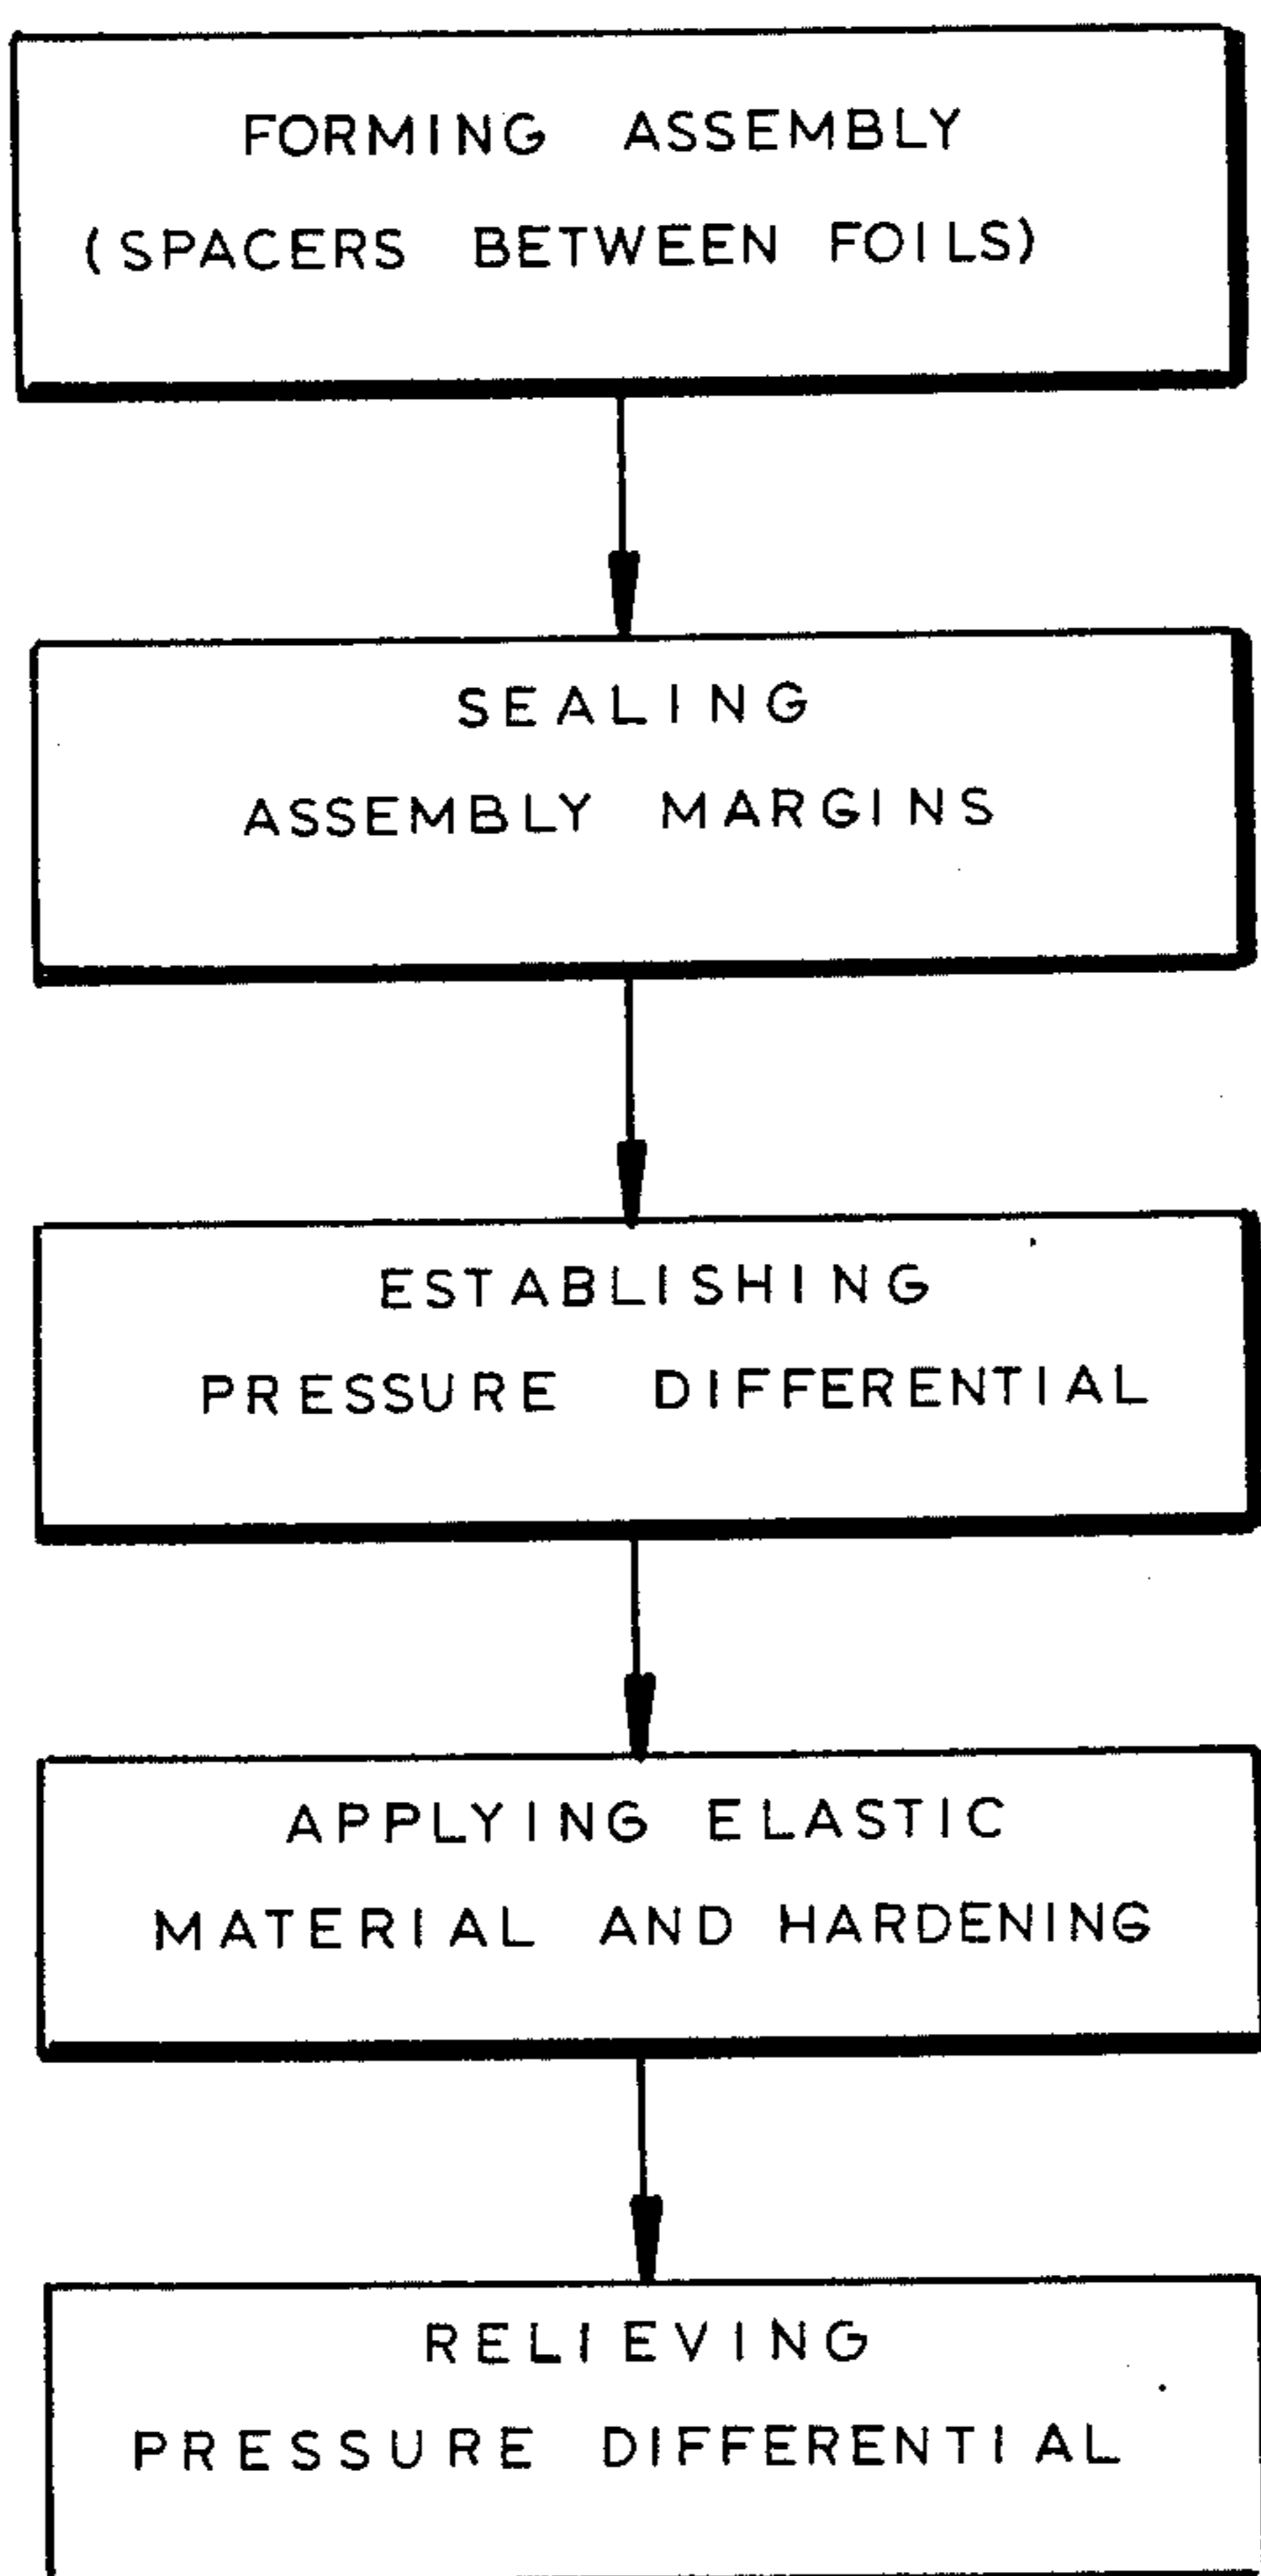 FORMING ASSEMBLY
(SPACERS BETWEEN FOILS)
SEALING
ASSEMBLY MARGINS
ESTABLISHING
PRESSURE DIFFERENTIAL
APPLYING ELASTIC
MATERIAL AND HARDENING
RELIEVING
PRESSURE DIFFERENTIAL